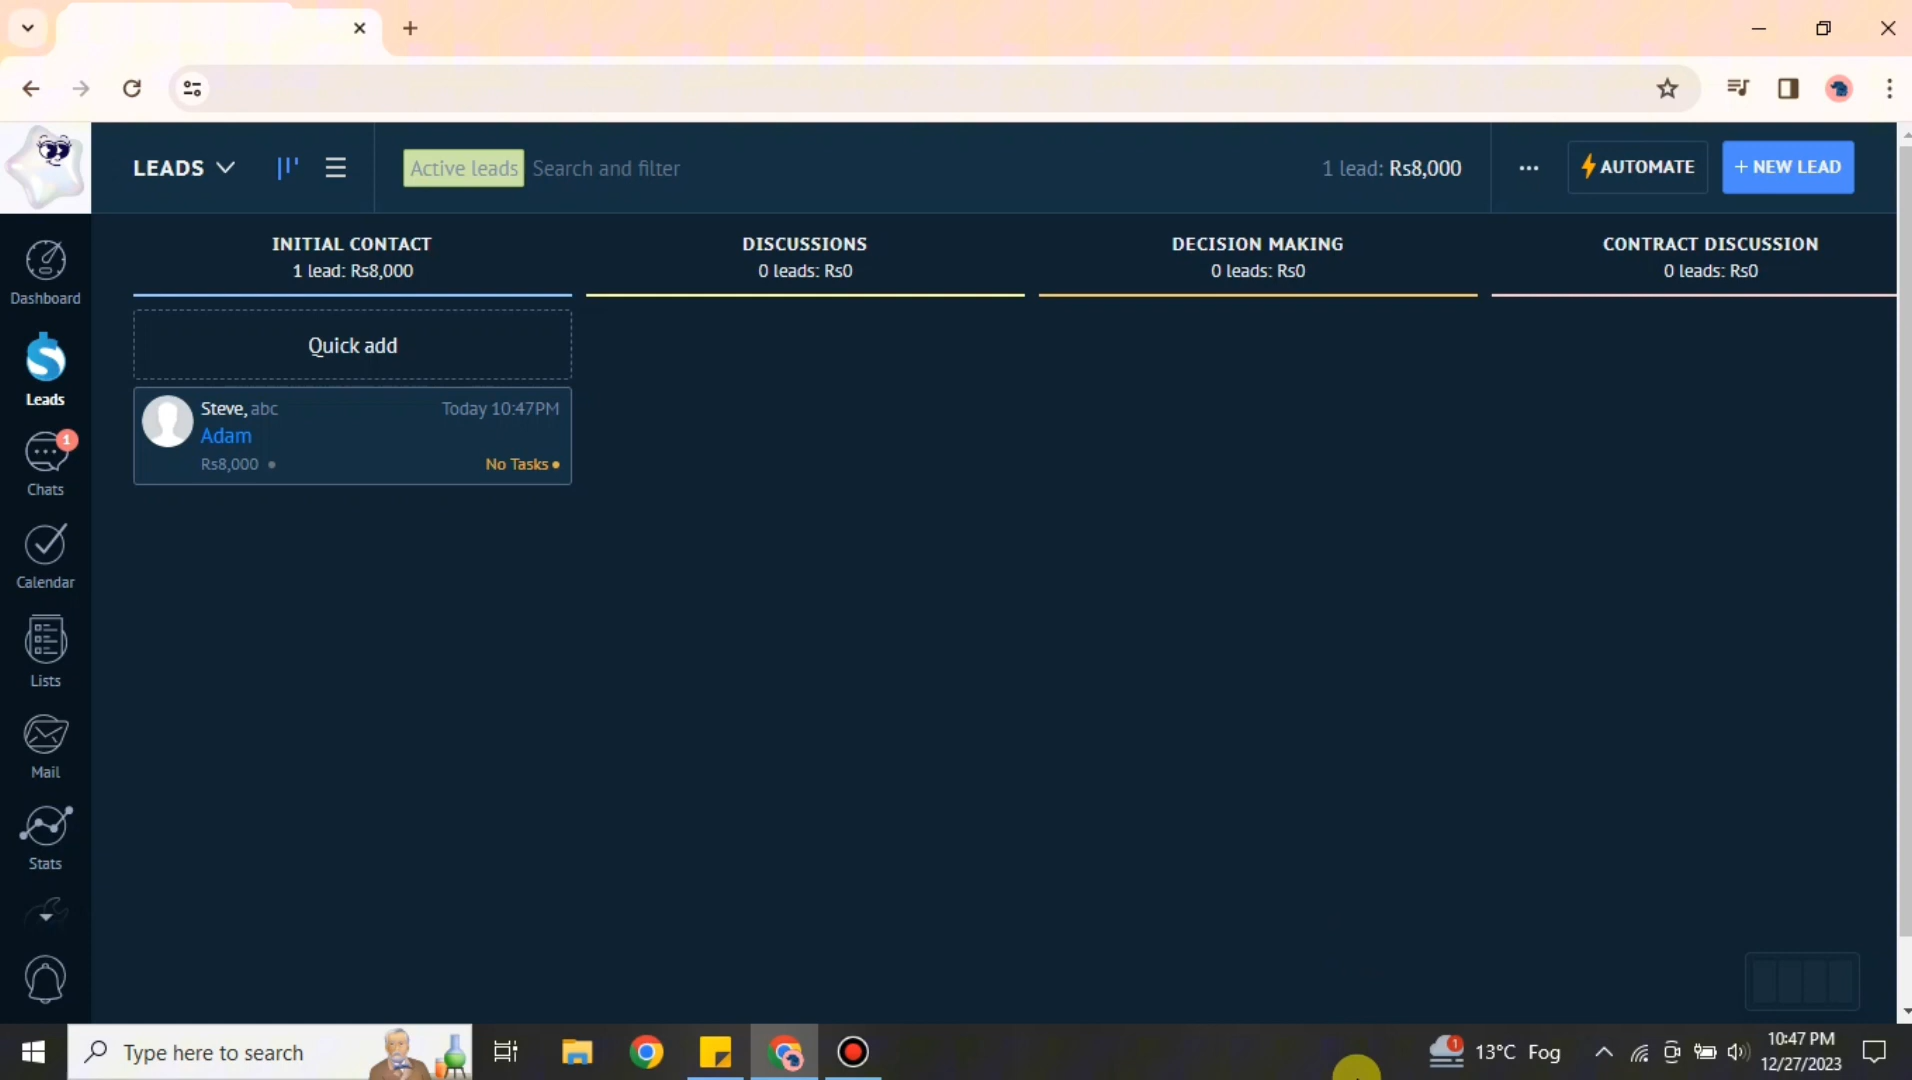 LEADS
Active leads Search and filter
1 lead: Rs8,000
AUTOMATE
+ NEW LEAD
INITIAL CONTACT
1 lead: Rs8,000
DISCUSSIONS
0 leads: Rs0
DECISION MAKING
0 leads: Rs0
CONTRACT DISCUSSION
0 leads: Rs0
Quick add
Steve, abc Today 10:47PM
Adam
Rs8,000 No Tasks
Dashboard
Leads
1
Chats
Calendar
Lists
Mail
Stats
Type here to search
1
13°C Fog
10:47 PM
12/27/2023